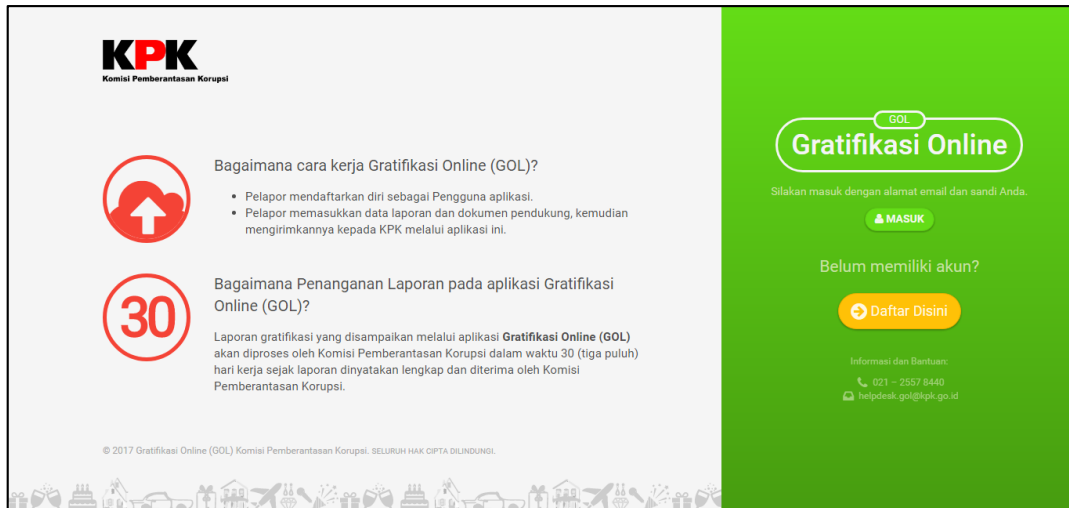 KPK
Komisi Pemberantasan Korupsi
Bagaimana cara kerja Gratifikasi Online (GOL)?
• Pelapor mendaftarkan diri sebagai Pengguna aplikasi.
• Pelapor memasukkan data laporan dan dokumen pendukung, kemudian
mengirimkannya kepada KPK melalui aplikasi ini.
30
Bagaimana Penanganan Laporan pada aplikasi Gratifikasi
Online (GOL)?
Laporan gratifikasi yang disampaikan melalui aplikasi Gratifikasi Online (GOL)
akan diproses oleh Komisi Pemberantasan Korupsi dalam waktu 30 (tiga puluh)
hari kerja sejak laporan dinyatakan lengkap dan diterima oleh Komisi
Pemberantasan Korupsi.
© 2017 Gratifikasi Online (GOL) Komisi Pemberantasan Korupsi. SELURUH HAK CIPTA DILINDUNGI.
GOL
Gratifikasi Online
Silakan masuk dengan alamat email dan sandi Anda.
MASUK
Belum memiliki akun?
Daftar Disini
Informasi dan Bantuan:
021 – 2557 8440
helpdesk.gol@kpk.go.id